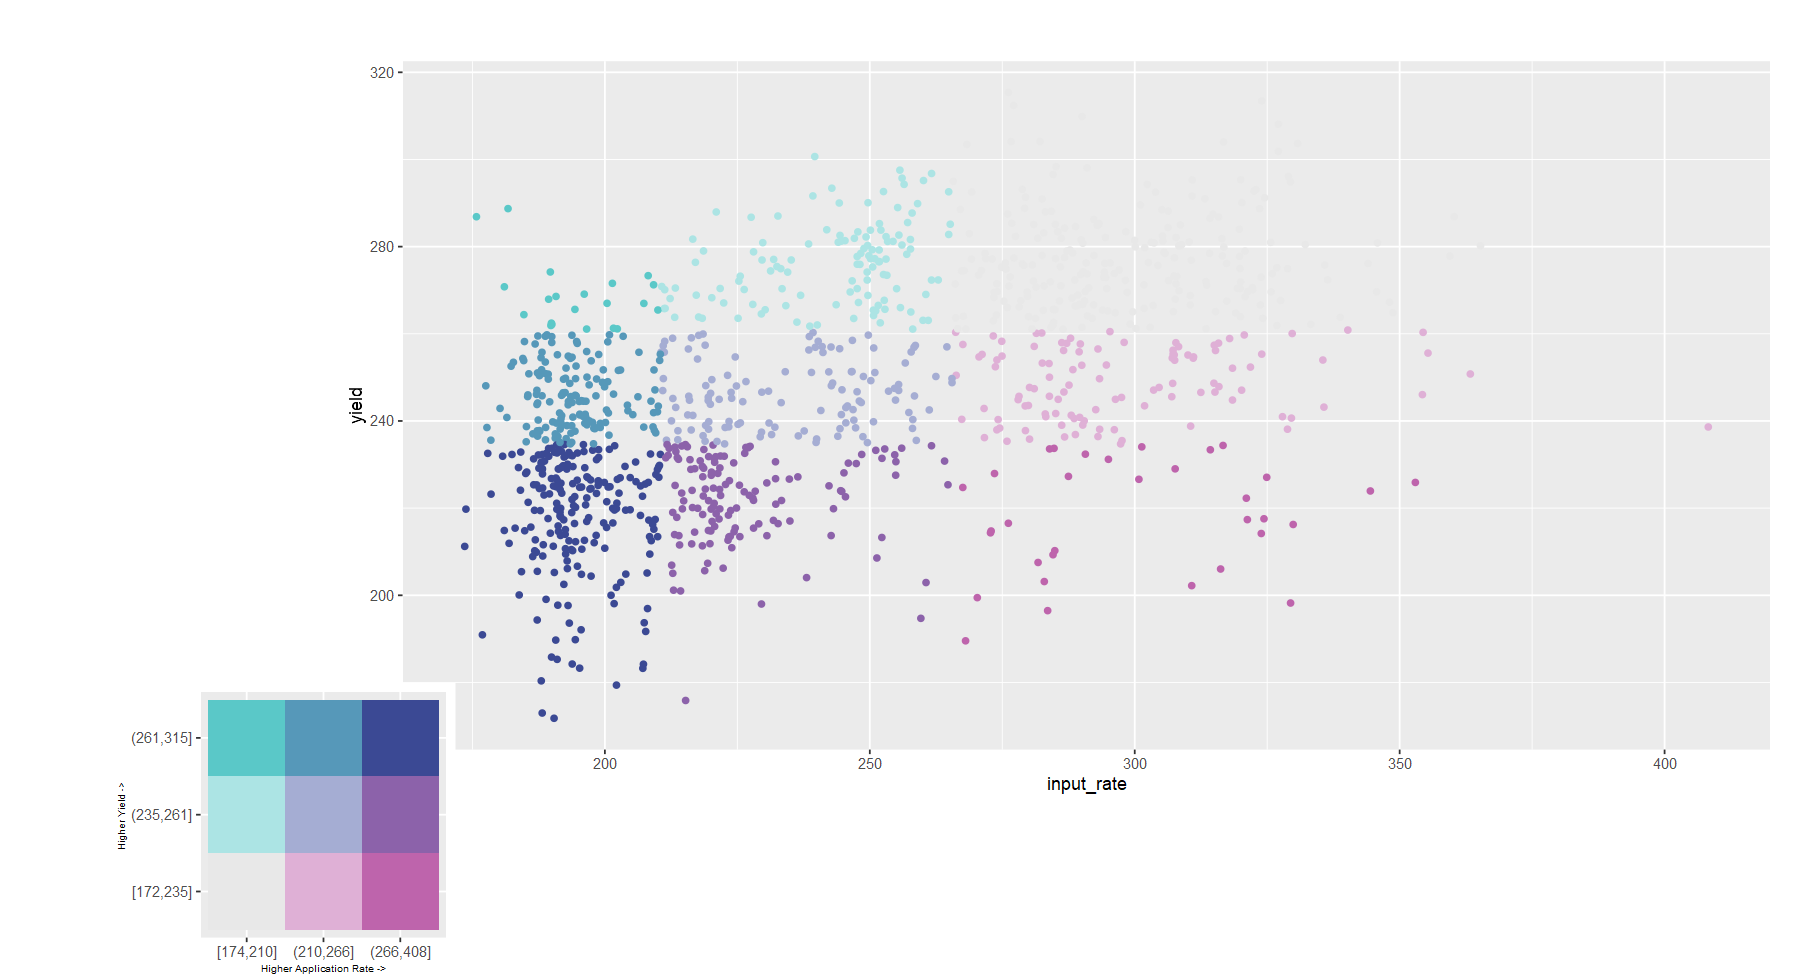 320
280
240
200
yield
200 250 300 350 400
input_rate
(261,315]
(235,261]
[172,235]
Higher Yield ->
[174,210] (210,266] (266,408]
Higher Application Rate ->